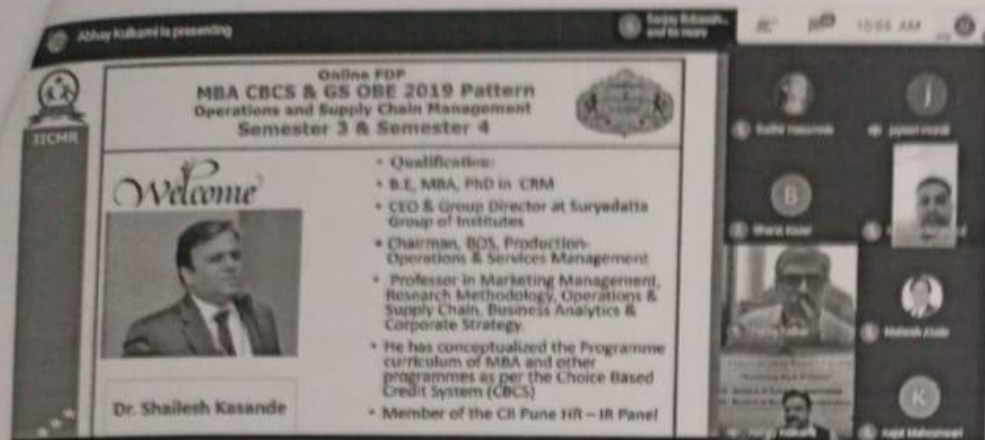 Abhay Kulkarni is presenting
and 56 more
10:55 AM
IICMR
Online FDP
MBA CBCS & GS OBE 2019 Pattern
Operations and Supply Chain Management
Semester 3 & Semester 4
Welcome
Dr. Shailesh Kasande
• Qualification:
• B.E, MBA, PhD in CRM
• CEO & Group Director at Suryadatta
Group of Institutes
• Chairman, BOS, Production-
Operations & Services Management
• Professor in Marketing Management,
Research Methodology, Operations &
Supply Chain, Business Analytics &
Corporate Strategy.
• He has conceptualized the Programme
curriculum of MBA and other
programmes as per the Choice Based
Credit System (CBCS)
• Member of the CII Pune HR – IR Panel
J
B
K